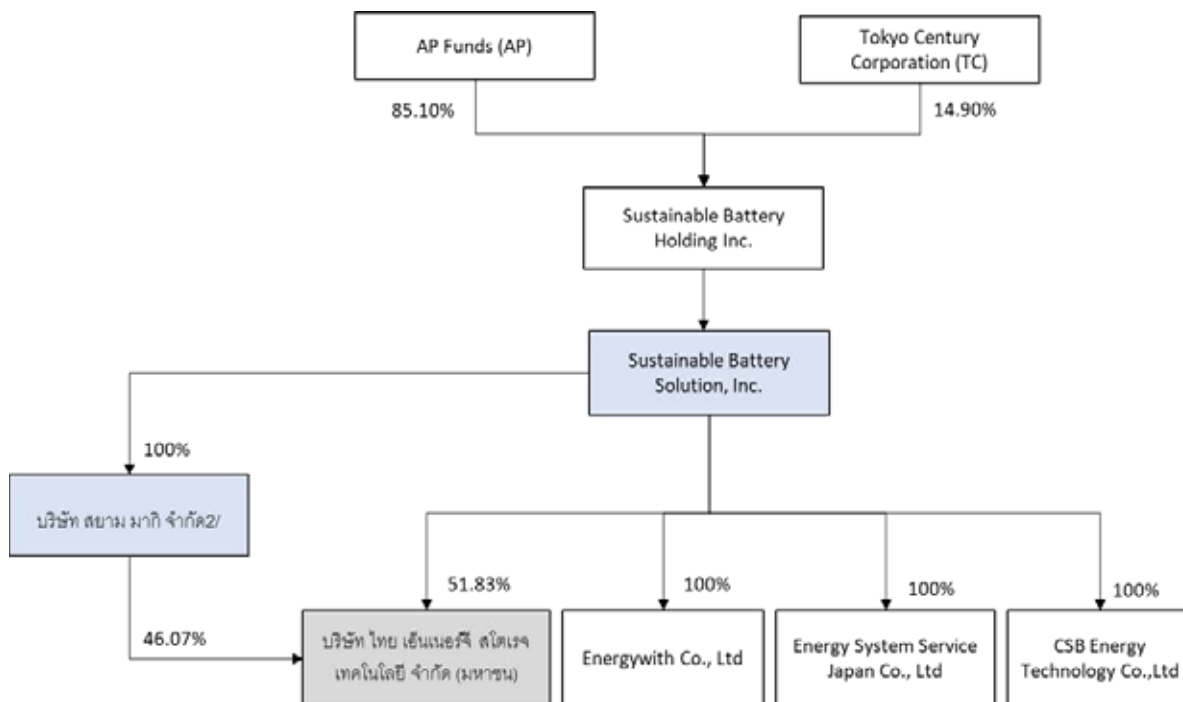 AP Funds (AP)
Tokyo Century
Corporation (TC)
85.10%
14.90%
Sustainable Battery
Holding Inc.
Sustainable Battery
Solution, Inc.
100%
บริษัท สยาม มากิ จำกัด2/
51.83%
100%
100%
100%
46.07%
บริษัท ไทย เอ็นเนอร์จี สโตเรจ
เทคโนโลยี จำกัด (มหาชน)
Energywith Co., Ltd
Energy System Service
Japan Co., Ltd
CSB Energy
Technology Co.,Ltd